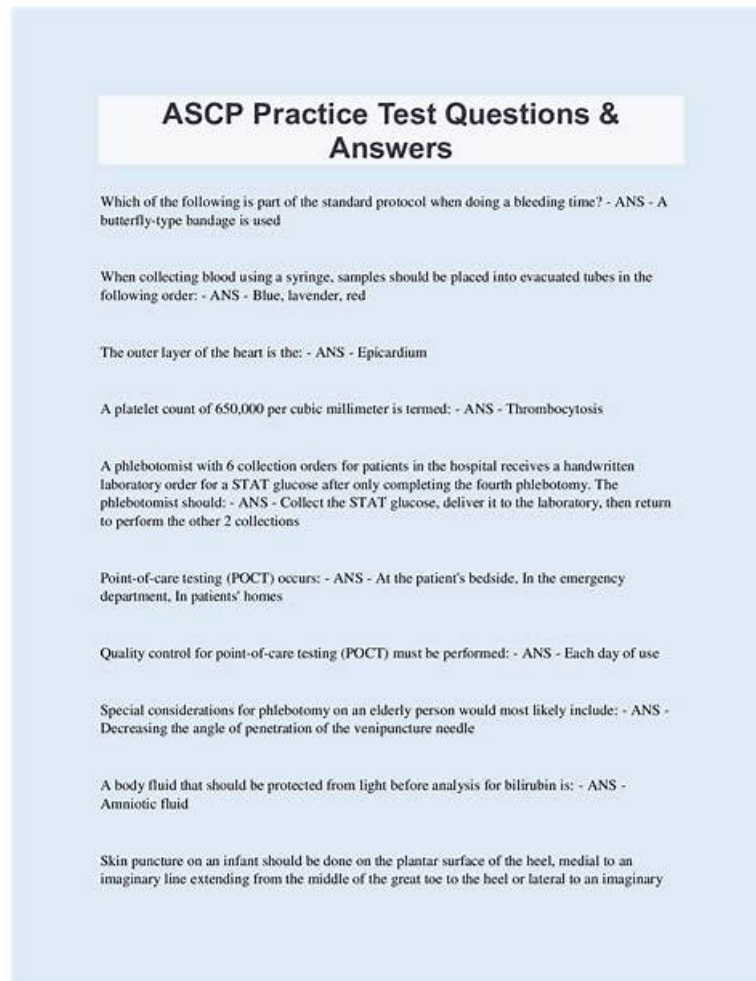 ASCP Practice Test Questions &
Answers
Which of the following is part of the standard protocol when doing a bleeding time? - ANS - A
butterfly-type bandage is used
When collecting blood using a syringe, samples should be placed into evacuated tubes in the
following order: - ANS - Blue, lavender, red
The outer layer of the heart is the: - ANS - Epicardium
A platelet count of 650,000 per cubic millimeter is termed: - ANS - Thrombocytosis
A phlebotomist with 6 collection orders for patients in the hospital receives a handwritten
laboratory order for a STAT glucose after only completing the fourth phlebotomy. The
phlebotomist should: - ANS - Collect the STAT glucose, deliver it to the laboratory, then return
to perform the other 2 collections
Point-of-care testing (POCT) occurs: - ANS - At the patient's bedside, In the emergency
department, In patients' homes
Quality control for point-of-care testing (POCT) must be performed: - ANS - Each day of use
Special considerations for phlebotomy on an elderly person would most likely include: - ANS -
Decreasing the angle of penetration of the venipuncture needle
A body fluid that should be protected from light before analysis for bilirubin is: - ANS -
Amniotic fluid
Skin puncture on an infant should be done on the plantar surface of the heel, medial to an
imaginary line extending from the middle of the great toe to the heel or lateral to an imaginary